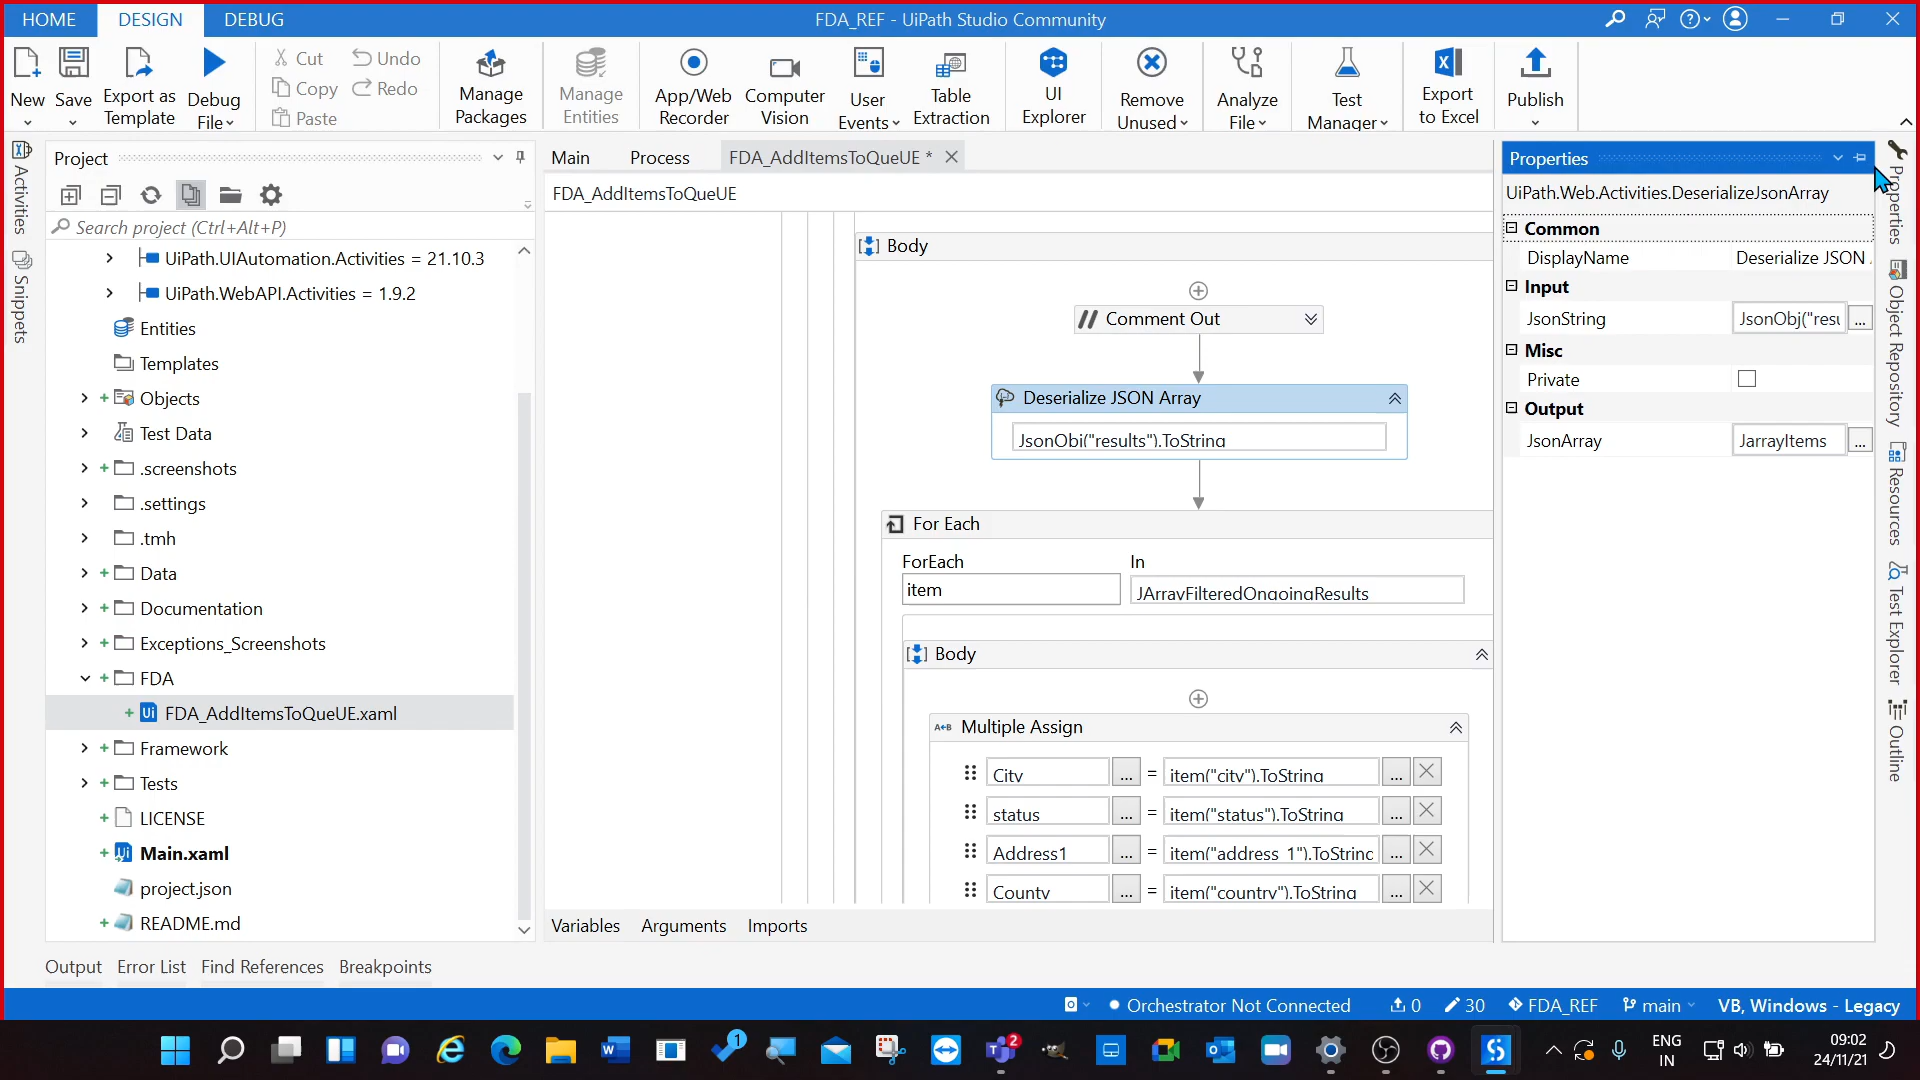 HOME DESIGN DEBUG
FDA_REF - UiPath Studio Community
New Save Export as Template Debug File
Cut Copy Paste Undo Redo
Manage Packages Manage Entities App/Web Recorder Computer Vision User Events Table Extraction UI Explorer Remove Unused Analyze File Test Manager Export to Excel Publish
Activities
Snippets
Project
Search project (Ctrl+Alt+P)
UiPath.UIAutomation.Activities = 21.10.3
UiPath.WebAPI.Activities = 1.9.2
Entities
Templates
Objects
Test Data
.screenshots
.settings
.tmh
Data
Documentation
Exceptions_Screenshots
FDA
FDA_AddItemsToQueUE.xaml
Framework
Tests
LICENSE
Main.xaml
project.json
README.md
Main Process FDA_AddItemsToQueUE *
FDA_AddItemsToQueUE
Body
// Comment Out
Deserialize JSON Array
JsonObj("results").ToString
For Each
ForEach In
item JArrayFilteredOngoingResults
Body
A←B Multiple Assign
City ... = item("city").ToString ...
status ... = item("status").ToString ...
Address1 ... = item("address_1").ToString ...
County ... = item("country").ToString ...
Variables Arguments Imports
Properties
UiPath.Web.Activities.DeserializeJsonArray
Common
DisplayName Deserialize JSON
Input
JsonString JsonObj("resu ...
Misc
Private
Output
JsonArray JarrayItems ...
Properties
Object Repository
Resources
Test Explorer
Outline
Output Error List Find References Breakpoints
Orchestrator Not Connected 0 30 FDA_REF main VB, Windows - Legacy
1
2
ENG
IN
09:02
24/11/21